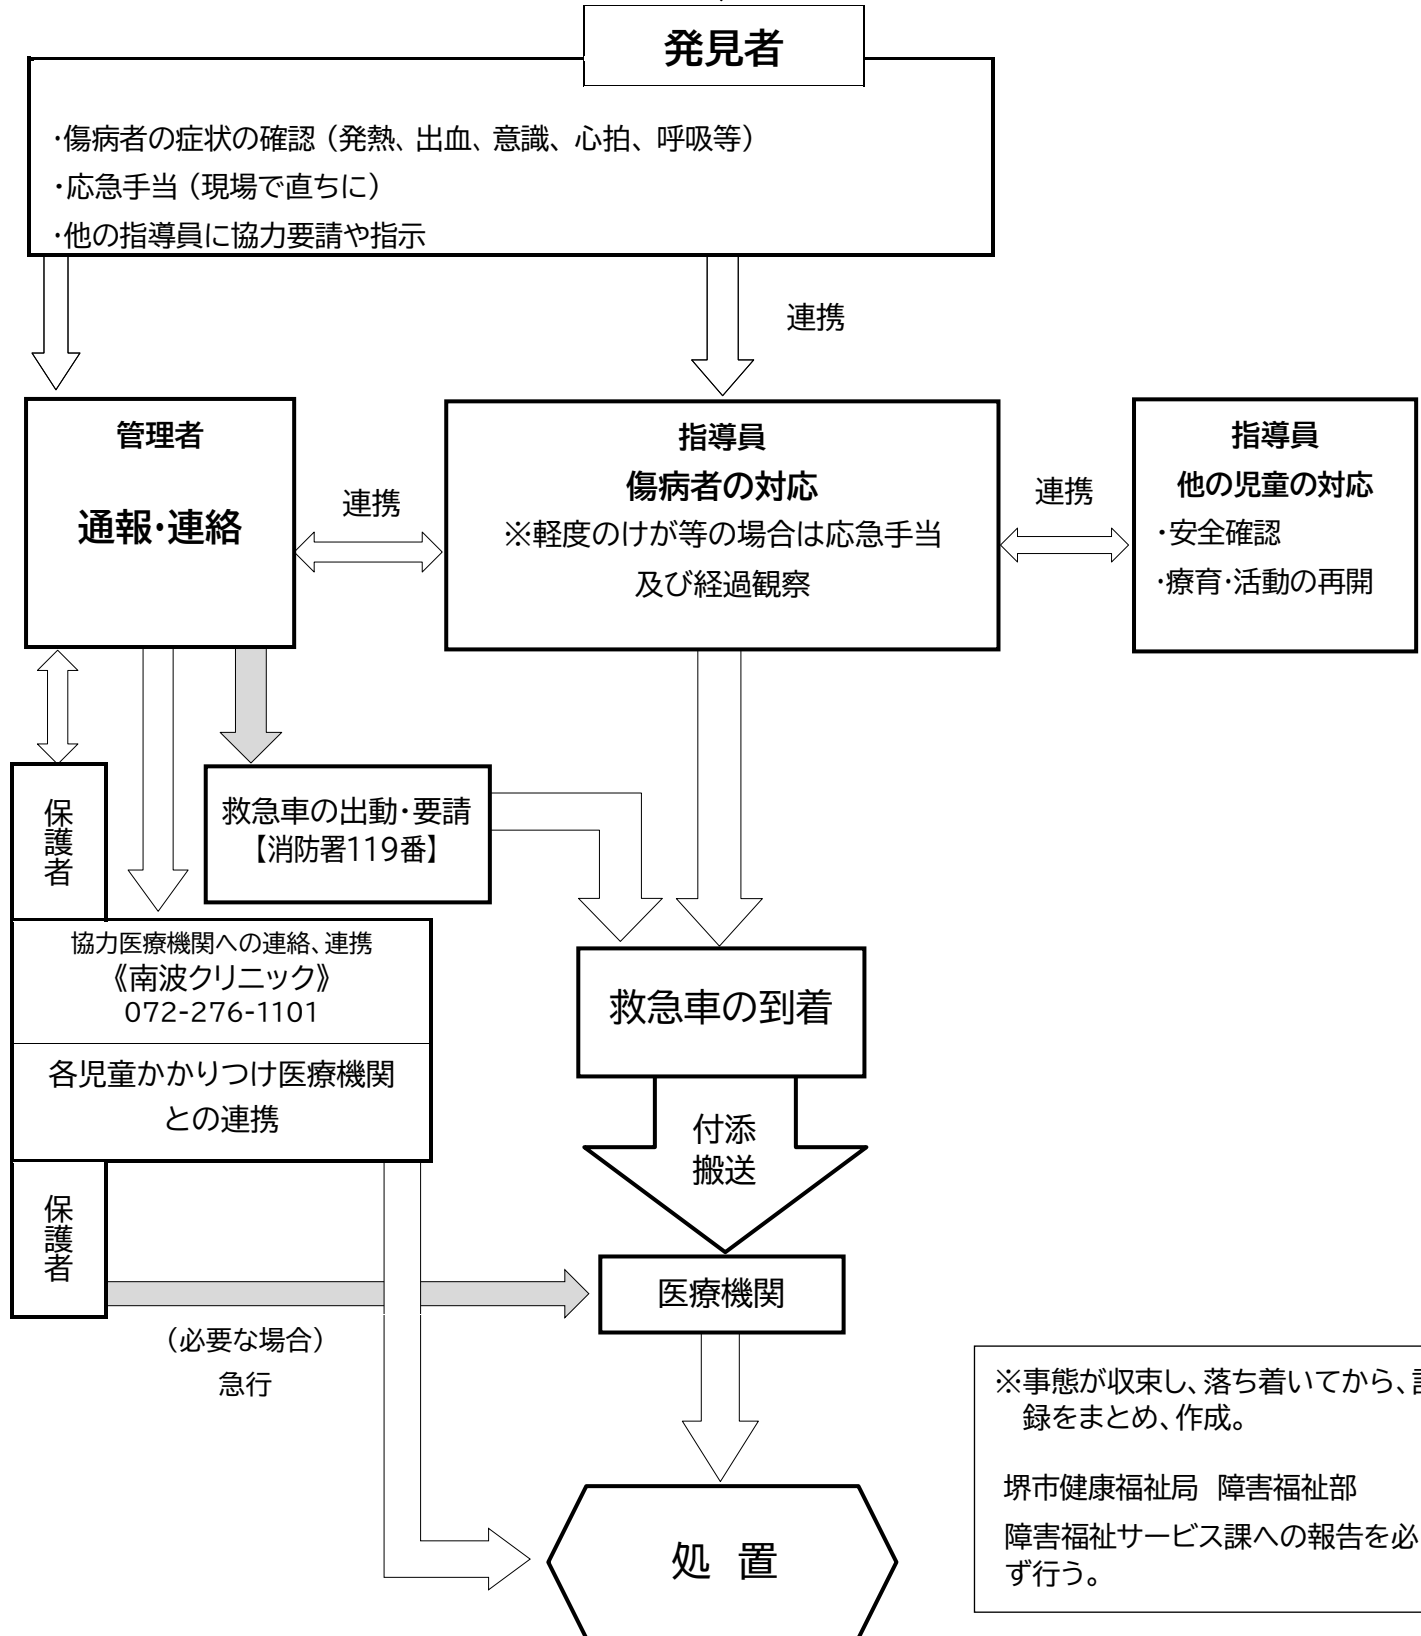 発見者
・傷病者の症状の確認（発熱、出血、意識、心拍、呼吸等）
・応急手当（現場で直ちに）
・他の指導員に協力要請や指示
連携
管理者
通報・連絡
連携
指導員
傷病者の対応
※軽度のけが等の場合は応急手当
及び経過観察
連携
指導員
他の児童の対応
・安全確認
・療育・活動の再開
保護者
救急車の出動・要請
【消防署119番】
協力医療機関への連絡、連携
《南波クリニック》
072-276-1101
各児童かかりつけ医療機関
との連携
救急車の到着
付添
搬送
保護者
医療機関
（必要な場合）
急行
※事態が収束し、落ち着いてから、
録をまとめ、作成。
堺市健康福祉局　障害福祉部
障害福祉サービス課への報告を必
ず行う。
処　置